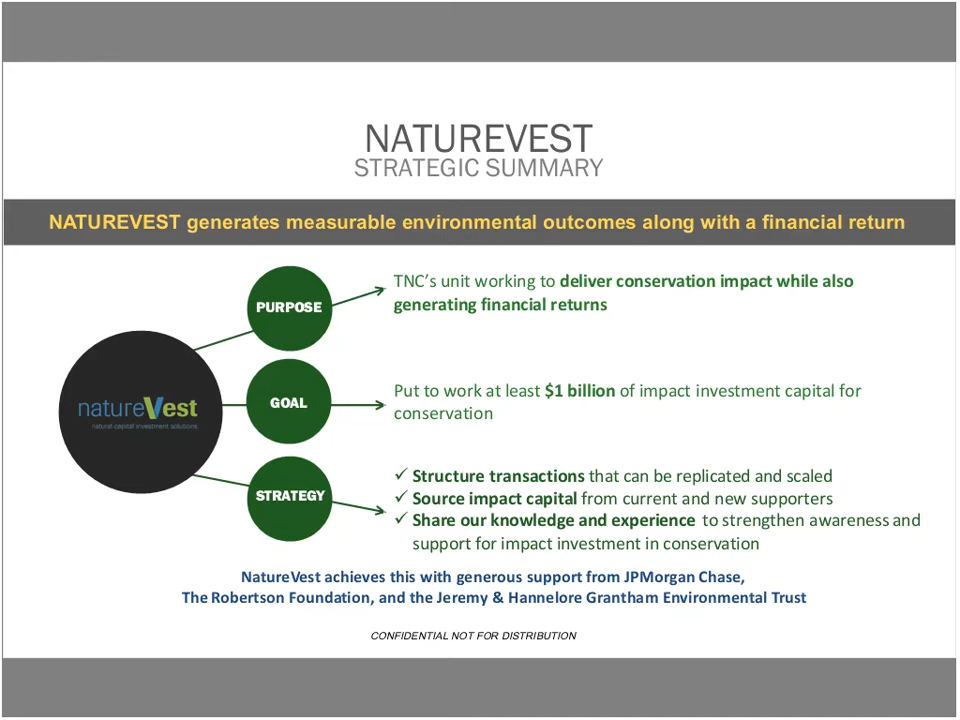 NATUREVEST
STRATEGIC SUMMARY
NATUREVEST generates measurable environmental outcomes along with a financial return
natureVest
natural capital investment solutions
PURPOSE
TNC's unit working to deliver conservation impact while also
generating financial returns
GOAL
Put to work at least $1 billion of impact investment capital for
conservation
STRATEGY
✓ Structure transactions that can be replicated and scaled
✓ Source impact capital from current and new supporters
✓ Share our knowledge and experience to strengthen awareness and
support for impact investment in conservation
NatureVest achieves this with generous support from JPMorgan Chase,
The Robertson Foundation, and the Jeremy & Hannelore Grantham Environmental Trust
CONFIDENTIAL NOT FOR DISTRIBUTION